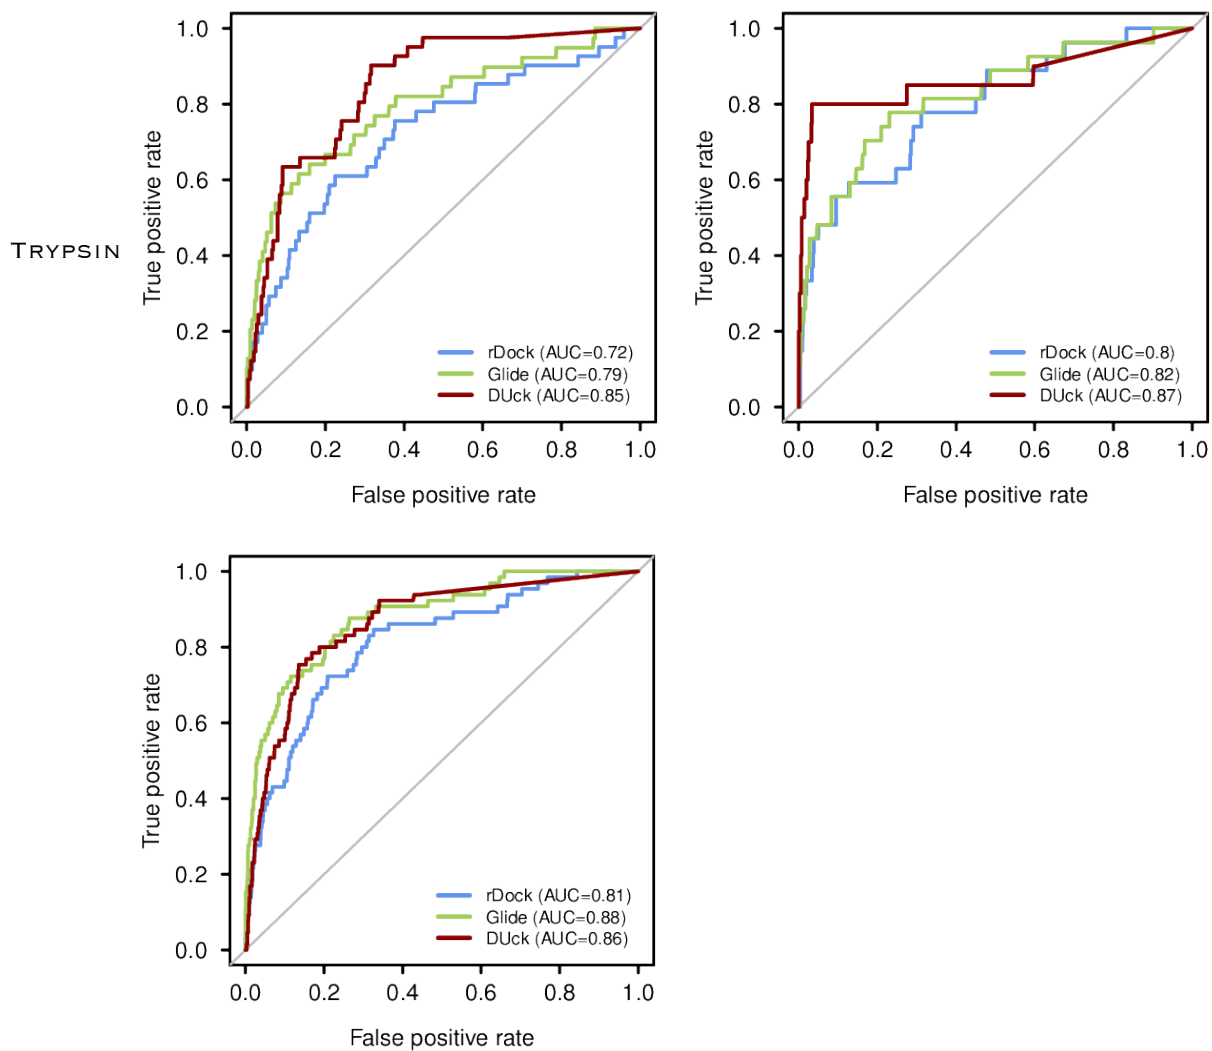 TRYPSIN
True positive rate
1.0
0.8
0.6
0.4
0.2
0.0
rDock (AUC=0.72)
Glide (AUC=0.79)
DUck (AUC=0.85)
0.0 0.2 0.4 0.6 0.8 1.0
False positive rate
True positive rate
1.0
0.8
0.6
0.4
0.2
0.0
rDock (AUC=0.8)
Glide (AUC=0.82)
DUck (AUC=0.87)
0.0 0.2 0.4 0.6 0.8 1.0
False positive rate
True positive rate
1.0
0.8
0.6
0.4
0.2
0.0
rDock (AUC=0.81)
Glide (AUC=0.88)
DUck (AUC=0.86)
0.0 0.2 0.4 0.6 0.8 1.0
False positive rate